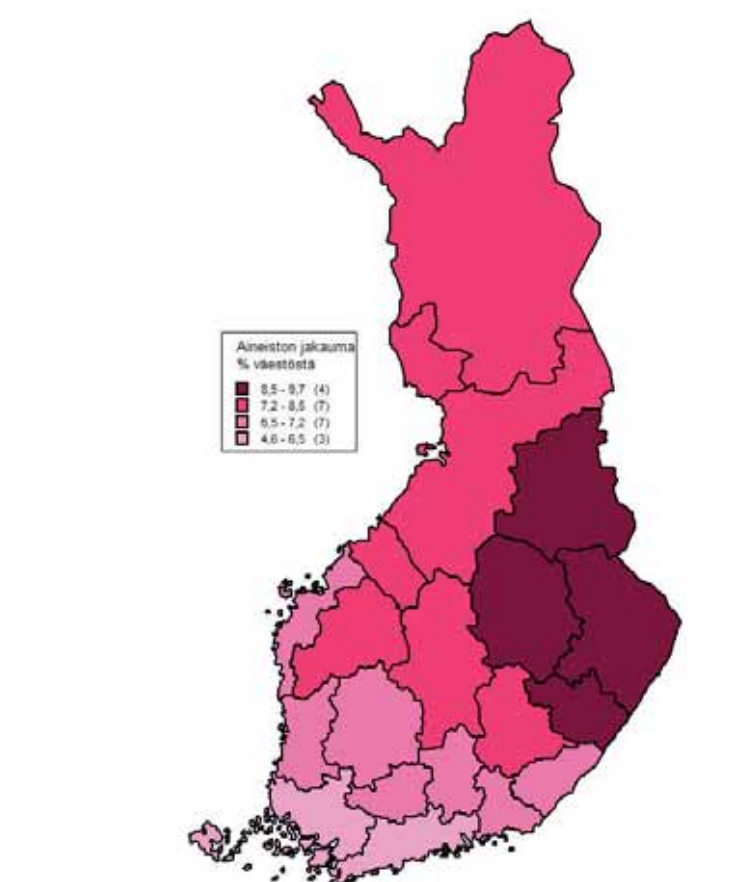 Aineiston jakauma
% väestöstä
8,5 - 9,7 (4)
7,2 - 8,5 (7)
6,5 - 7,2 (7)
4,6 - 6,5 (3)